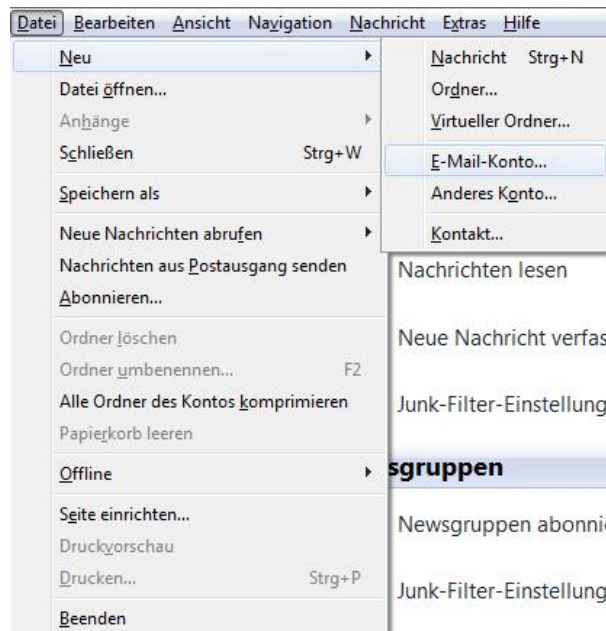 Datei Bearbeiten Ansicht Navigation Nachricht Extras Hilfe
Neu
Datei öffnen...
Anhänge
Schließen Strg+W
Speichern als
Neue Nachrichten abrufen
Nachrichten aus Postausgang senden
Abonnieren...
Ordner löschen
Ordner umbenennen... F2
Alle Ordner des Kontos komprimieren
Papierkorb leeren
Offline
Seite einrichten...
Druckvorschau
Drucken... Strg+P
Beenden
Nachricht Strg+N
Ordner...
Virtueller Ordner...
E-Mail-Konto...
Anderes Konto...
Kontakt...
Nachrichten lesen
Neue Nachricht verfas
Junk-Filter-Einstellung
sgruppen
Newsgruppen abonni
Junk-Filter-Einstellung